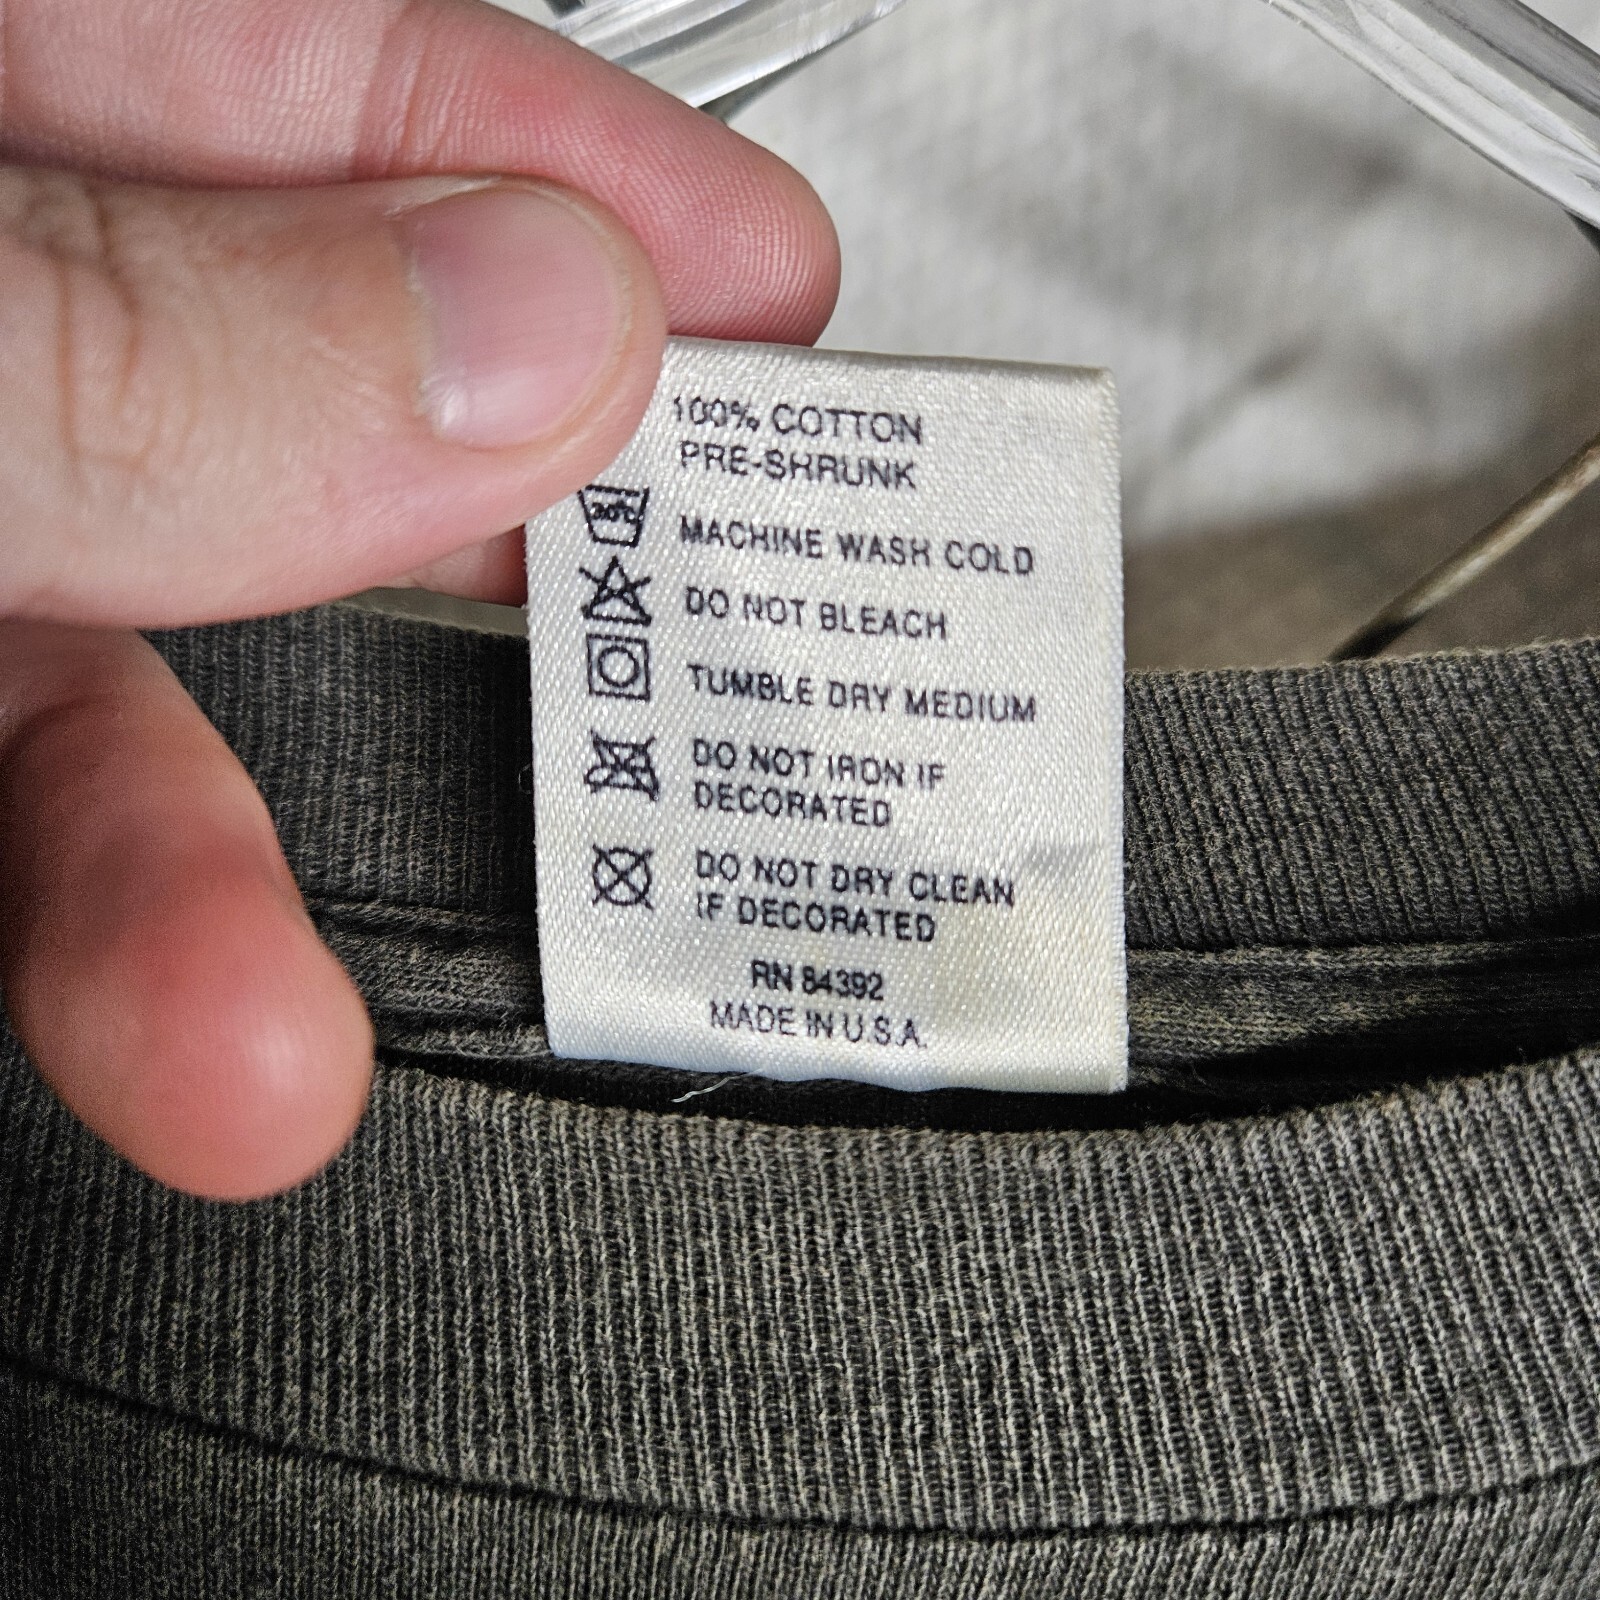 100% COTTON
PRE-SHRUNK
30°C
MACHINE WASH COLD
DO NOT BLEACH
TUMBLE DRY MEDIUM
DO NOT IRON IF
DECORATED
DO NOT DRY CLEAN
IF DECORATED
RN 84392
MADE IN U.S.A.